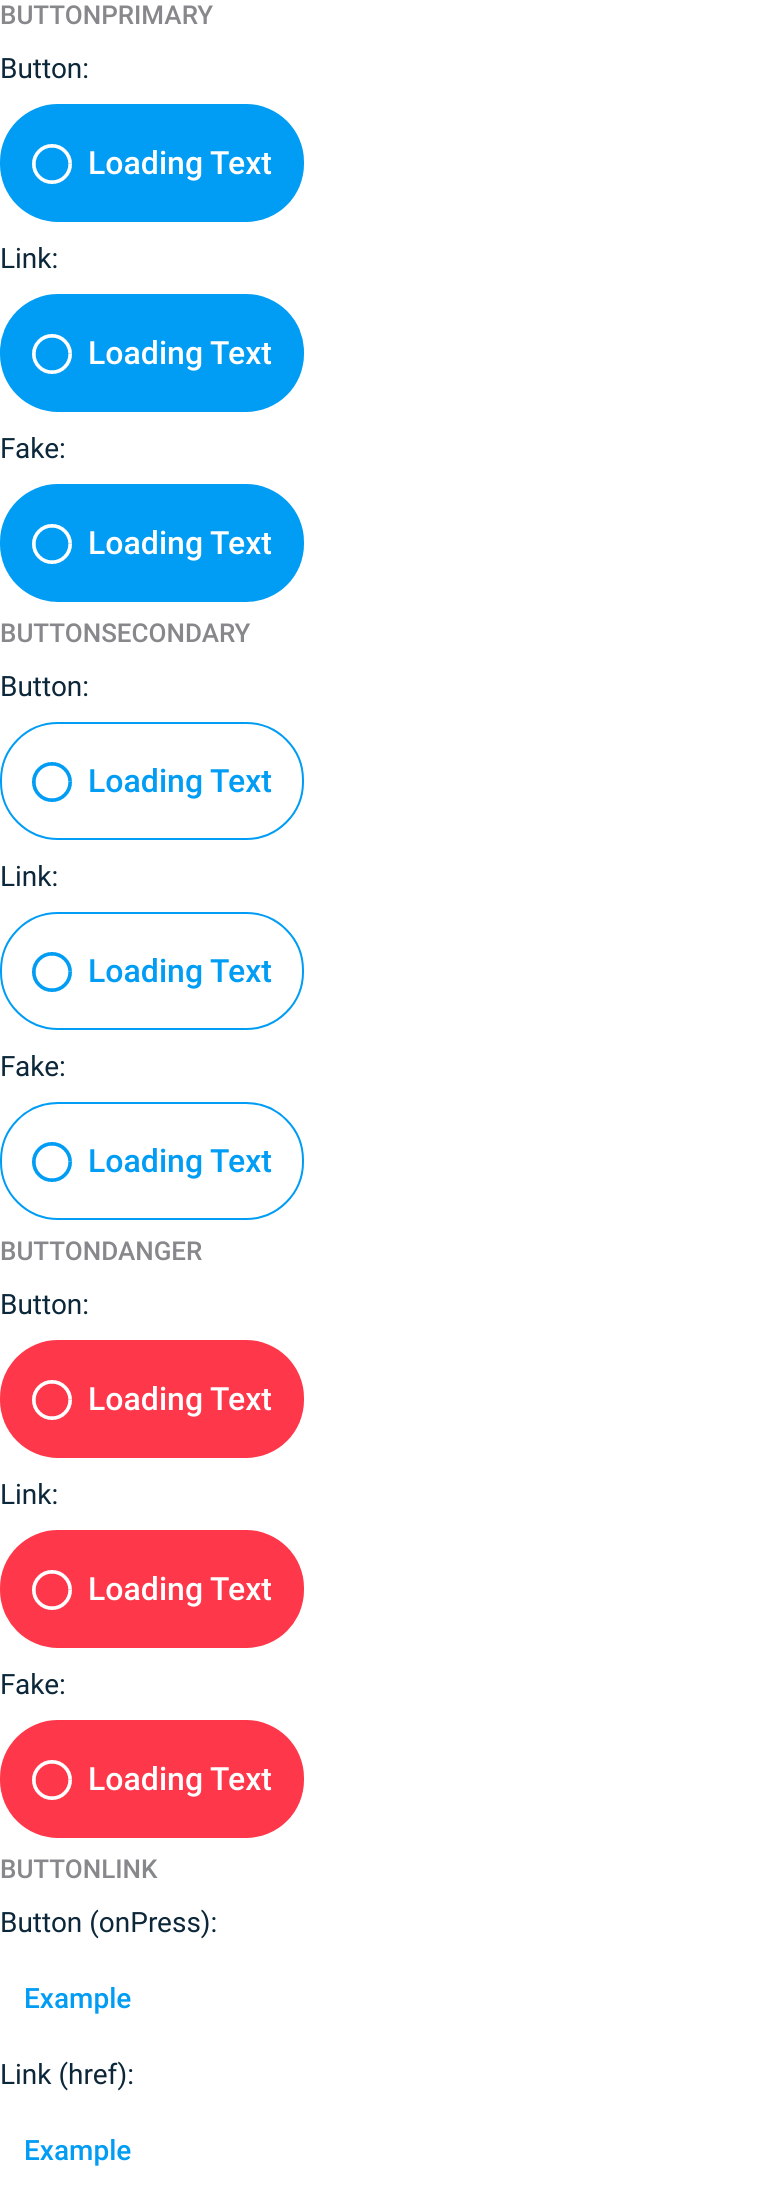 BUTTONPRIMARY
Button:
Loading Text
Link:
Loading Text
Fake:
Loading Text
BUTTONSECONDARY
Button:
Loading Text
Link:
Loading Text
Fake:
Loading Text
BUTTONDANGER
Button:
Loading Text
Link:
Loading Text
Fake:
Loading Text
BUTTONLINK
Button (onPress):
Example
Link (href):
Example